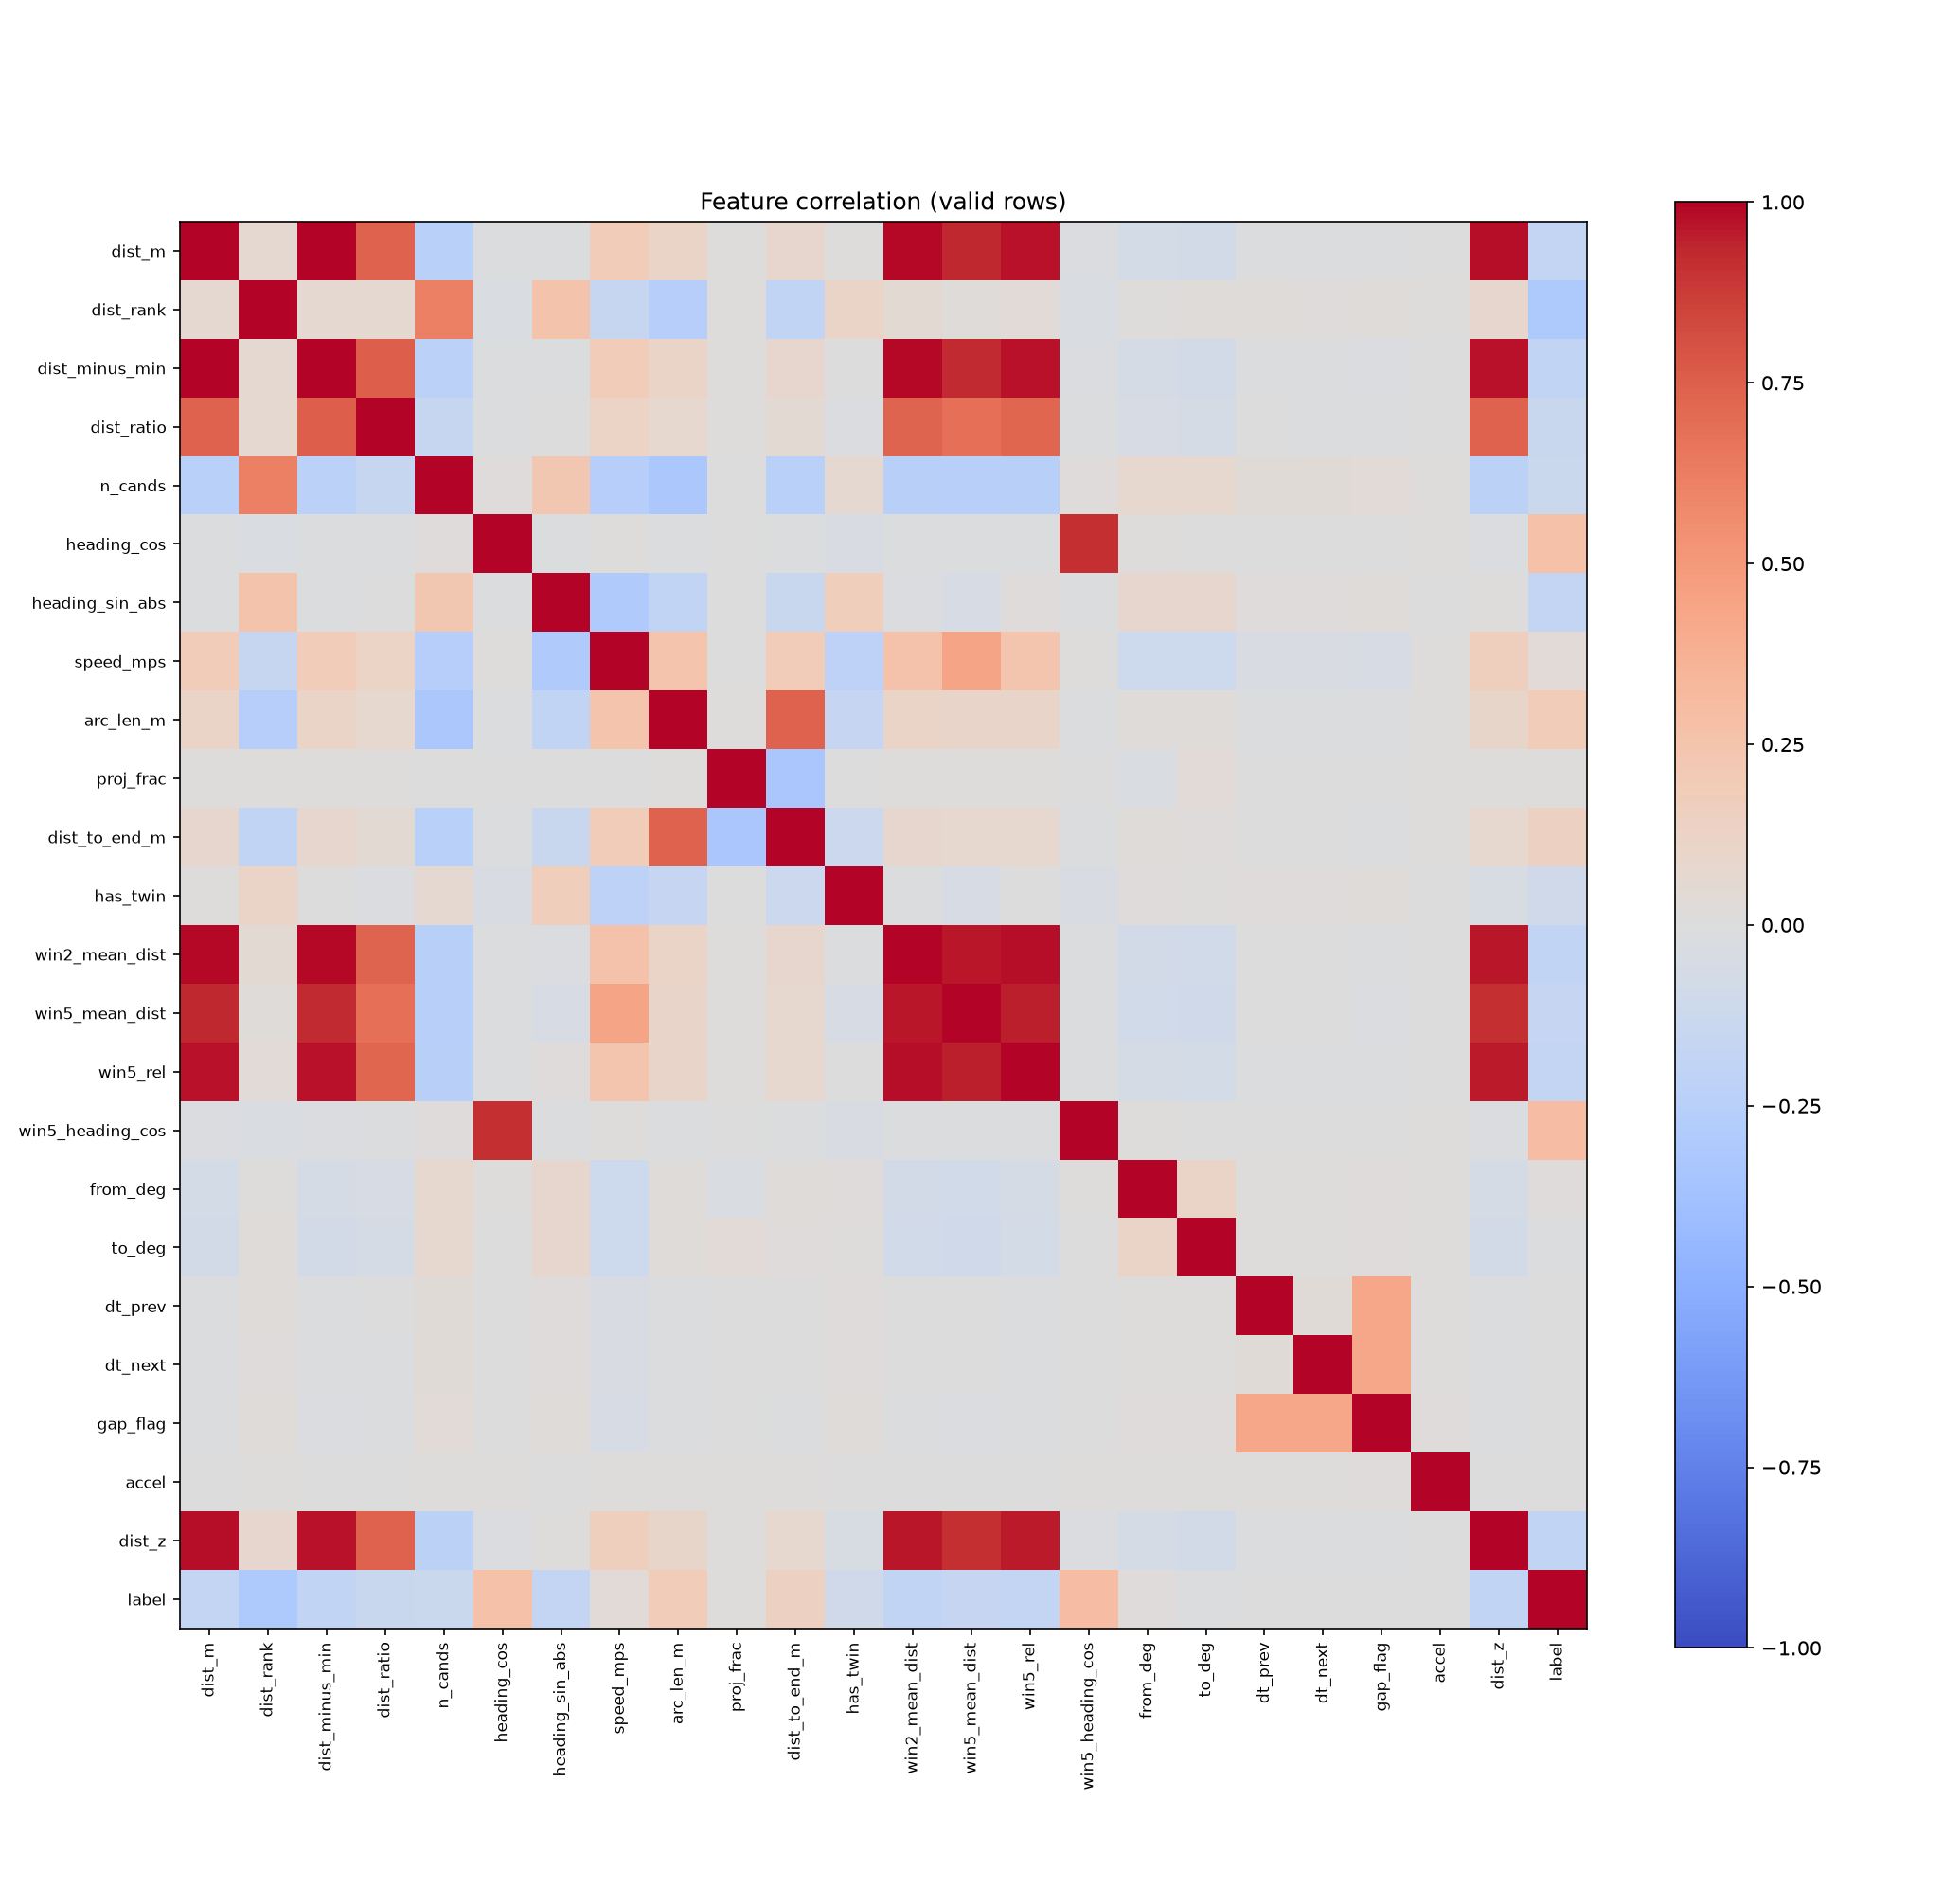 Feature correlation (valid rows)
dist_m
dist_rank
dist_minus_min
dist_ratio
n_cands
heading_cos
heading_sin_abs
speed_mps
arc_len_m
proj_frac
dist_to_end_m
has_twin
win2_mean_dist
win5_mean_dist
win5_rel
win5_heading_cos
from_deg
to_deg
dt_prev
dt_next
gap_flag
accel
dist_z
label
dist_m
dist_rank
dist_minus_min
dist_ratio
n_cands
heading_cos
heading_sin_abs
speed_mps
arc_len_m
proj_frac
dist_to_end_m
has_twin
win2_mean_dist
win5_mean_dist
win5_rel
win5_heading_cos
from_deg
to_deg
dt_prev
dt_next
gap_flag
accel
dist_z
label
1.00
0.75
0.50
0.25
0.00
−0.25
−0.50
−0.75
−1.00